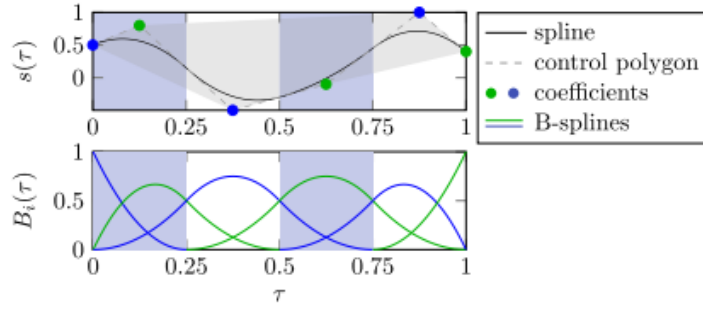 1
0.5
0
s(τ)
0 0.25 0.5 0.75 1
spline
control polygon
coefficients
B-splines
1
0.5
0
B_i(τ)
0 0.25 0.5 0.75 1
τ